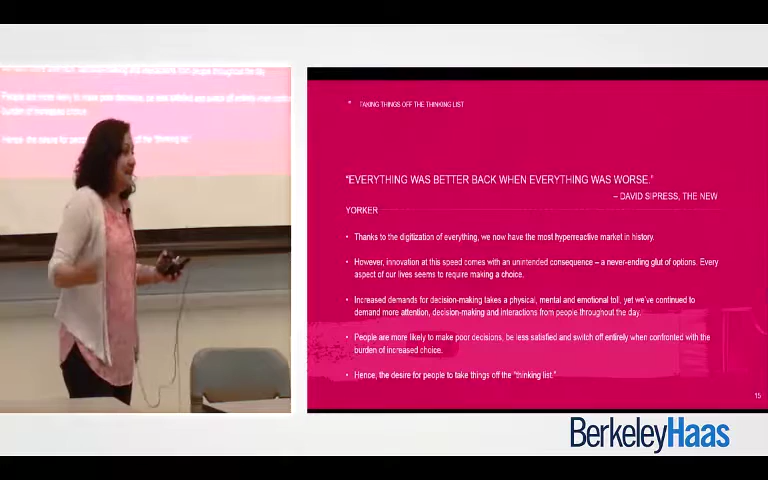 • TAKING THINGS OFF THE THINKING LIST
“EVERYTHING WAS BETTER BACK WHEN EVERYTHING WAS WORSE.”
– DAVID SIPRESS, THE NEW
YORKER
• Thanks to the digitization of everything, we now have the most hyperreactive market in history.
• However, innovation at this speed comes with an unintended consequence – a never-ending glut of options. Every
aspect of our lives seems to require making a choice.
• Increased demands for decision-making takes a physical, mental and emotional toll, yet we’ve continued to
demand more attention, decision-making and interactions from people throughout the day.
• People are more likely to make poor decisions, be less satisfied and switch off entirely when confronted with the
burden of increased choice.
• Hence, the desire for people to take things off the “thinking list.”
15
BerkeleyHaas